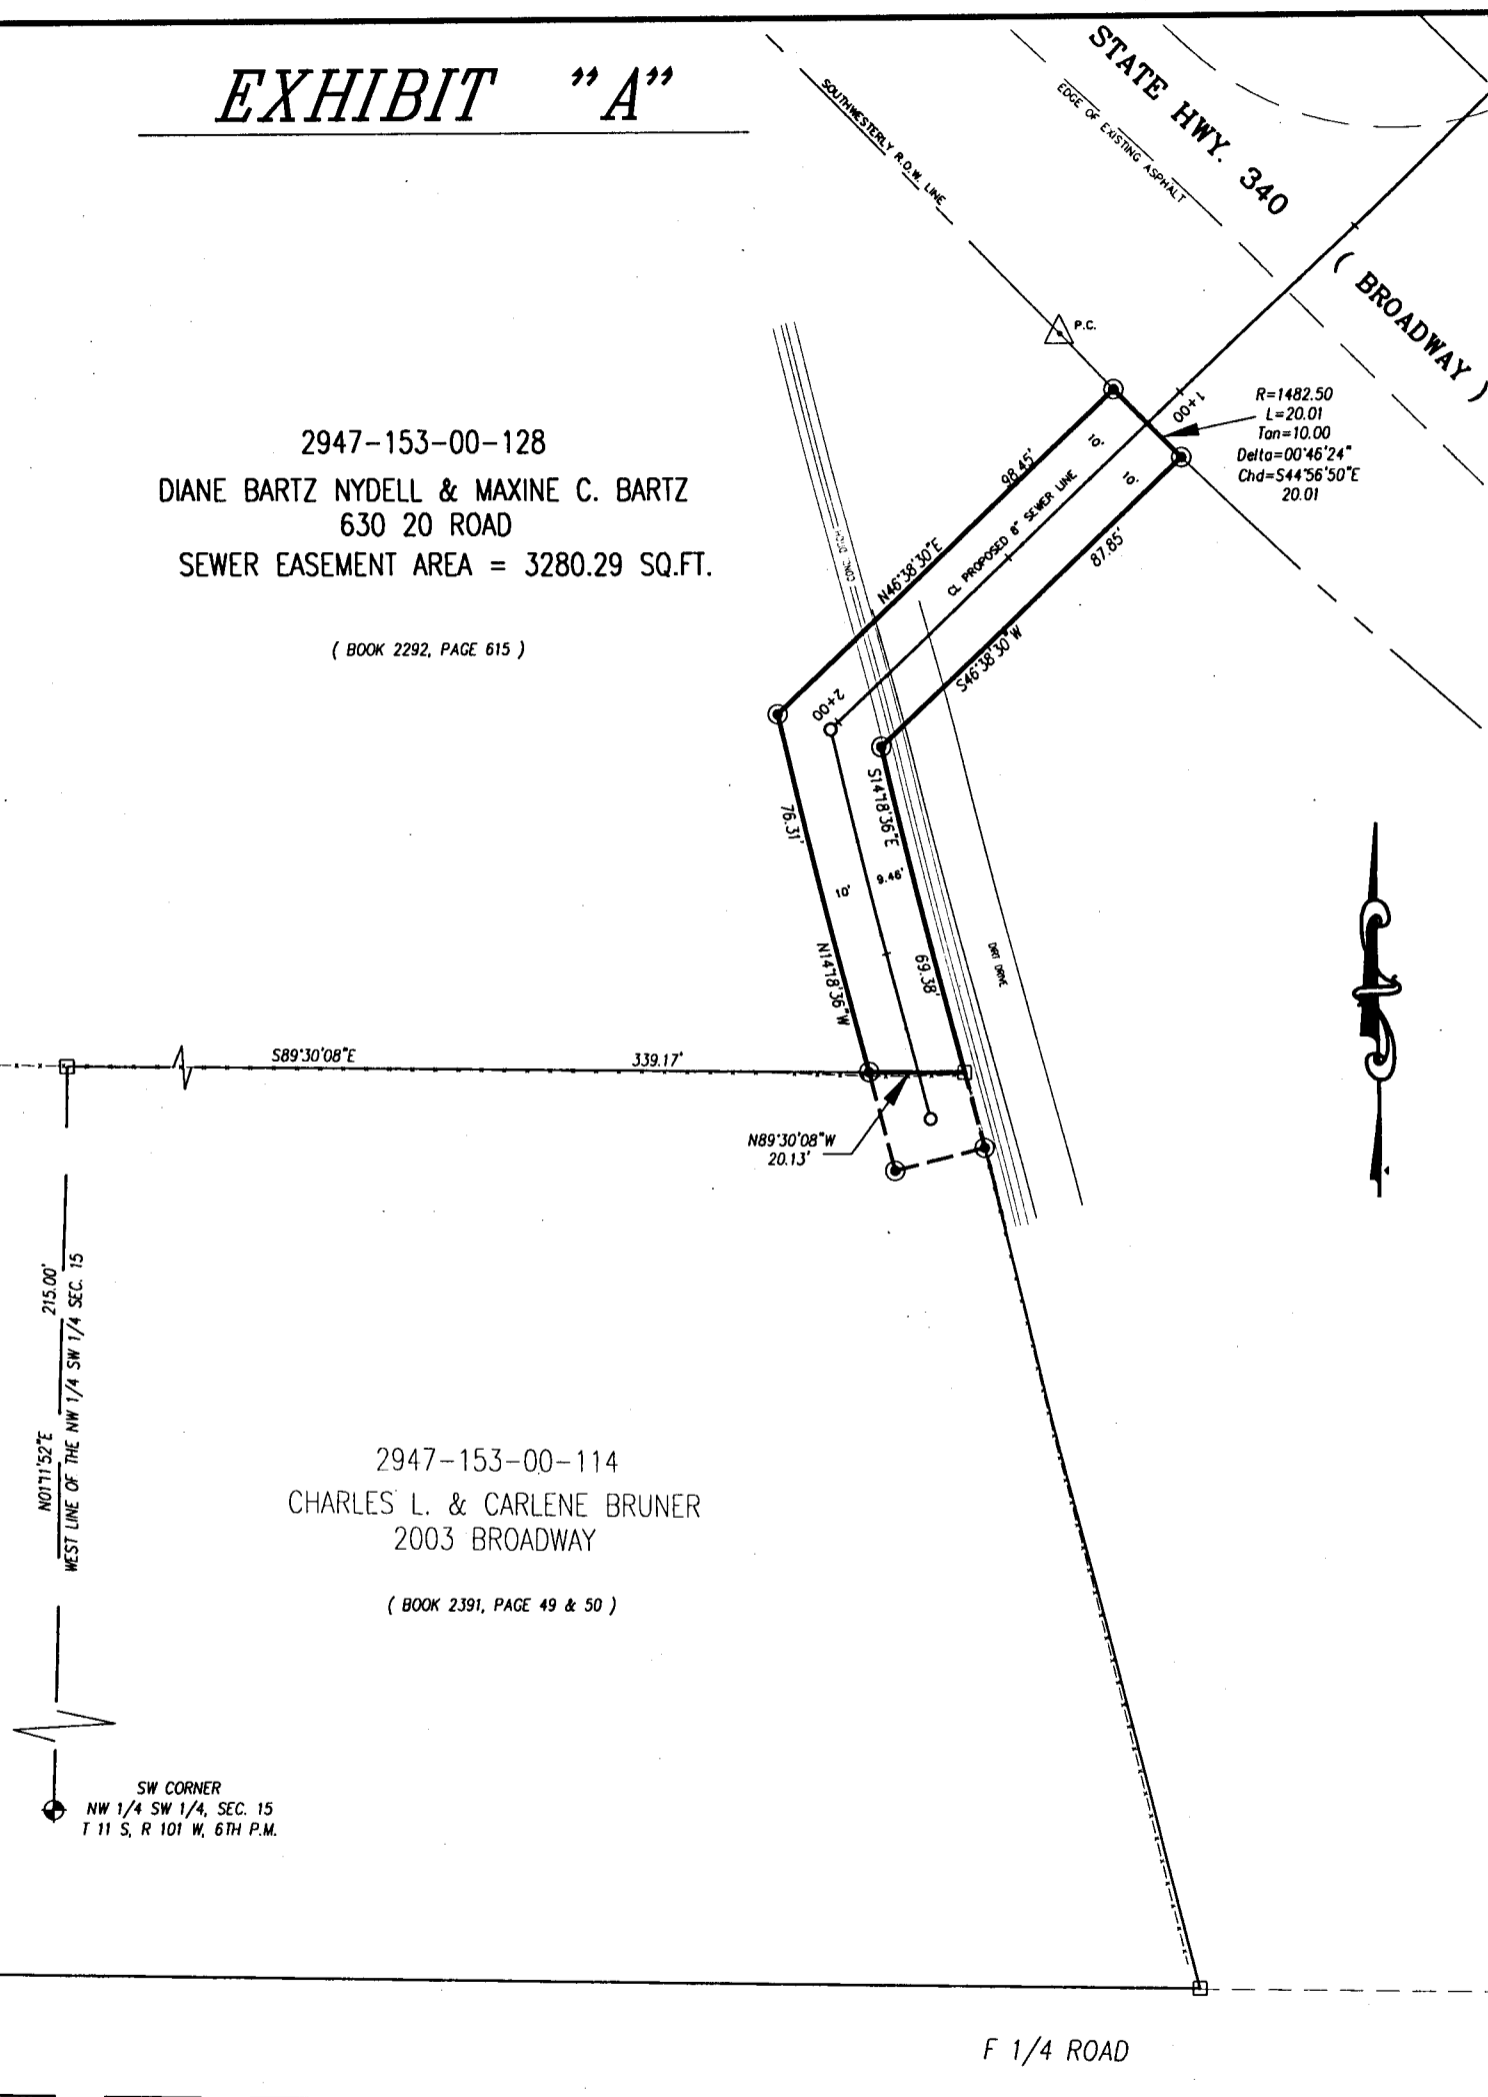 EXHIBIT "A"
STATE HWY. 340
( BROADWAY )
EDGE OF EXISTING ASPHALT
SOUTHWESTERLY R.O.W. LINE
P.C.
1+00
R=1482.50
L=20.01
Tan=10.00
Delta=00°46'24"
Chd=S44°56'50"E
20.01
2947-153-00-128
DIANE BARTZ NYDELL & MAXINE C. BARTZ
630 20 ROAD
SEWER EASEMENT AREA = 3280.29 SQ.FT.
( BOOK 2292, PAGE 615 )
98.45'
N46°38'30"E
10'
10'
CL PROPOSED 8" SEWER LINE
87.85'
S46°38'30"W
CONC. DITCH
2+00
S14°18'36"E
76.31'
10'
9.46'
69.38'
N14°18'36"W
DIRT DRIVE
S89°30'08"E
339.17'
N89°30'08"W
20.13'
215.00'
N01°11'52"E
WEST LINE OF THE NW 1/4 SW 1/4 SEC. 15
2947-153-00-114
CHARLES L. & CARLENE BRUNER
2003 BROADWAY
( BOOK 2391, PAGE 49 & 50 )
SW CORNER
NW 1/4 SW 1/4, SEC. 15
T 11 S, R 101 W, 6TH P.M.
F 1/4 ROAD